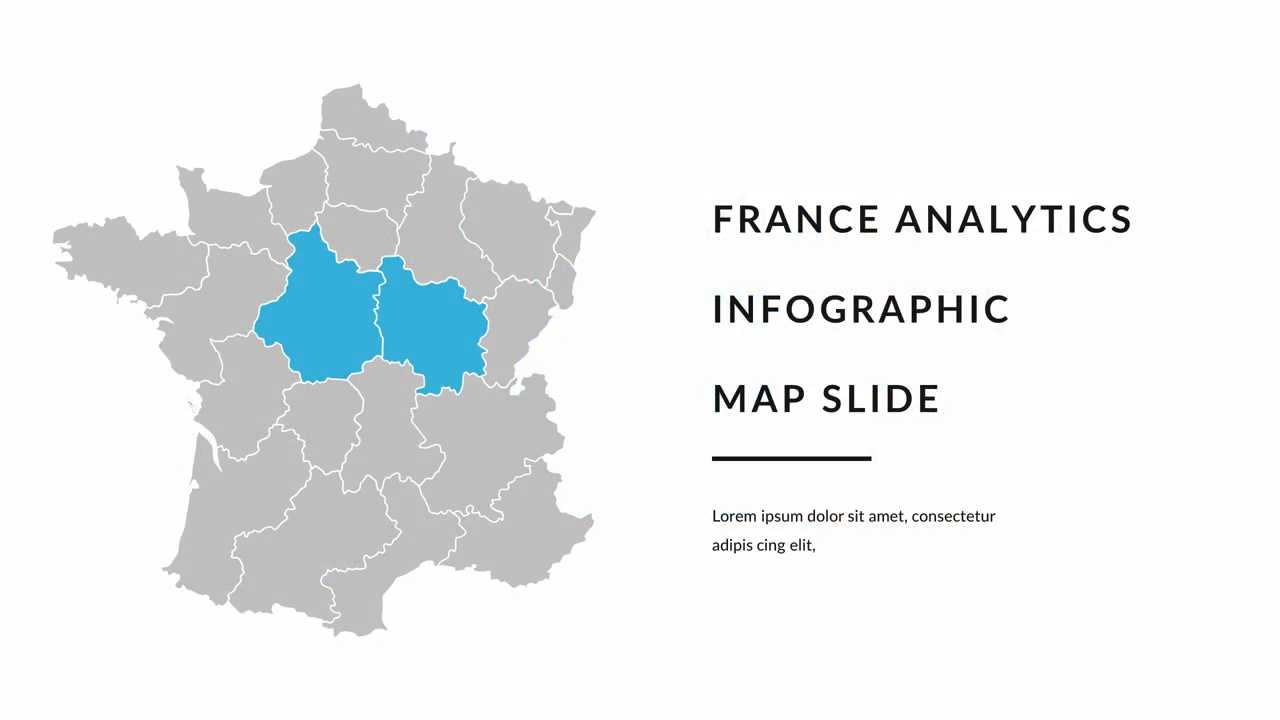 FRANCE ANALYTICS
INFOGRAPHIC
MAP SLIDE
Lorem ipsum dolor sit amet, consectetur
adipis cing elit,